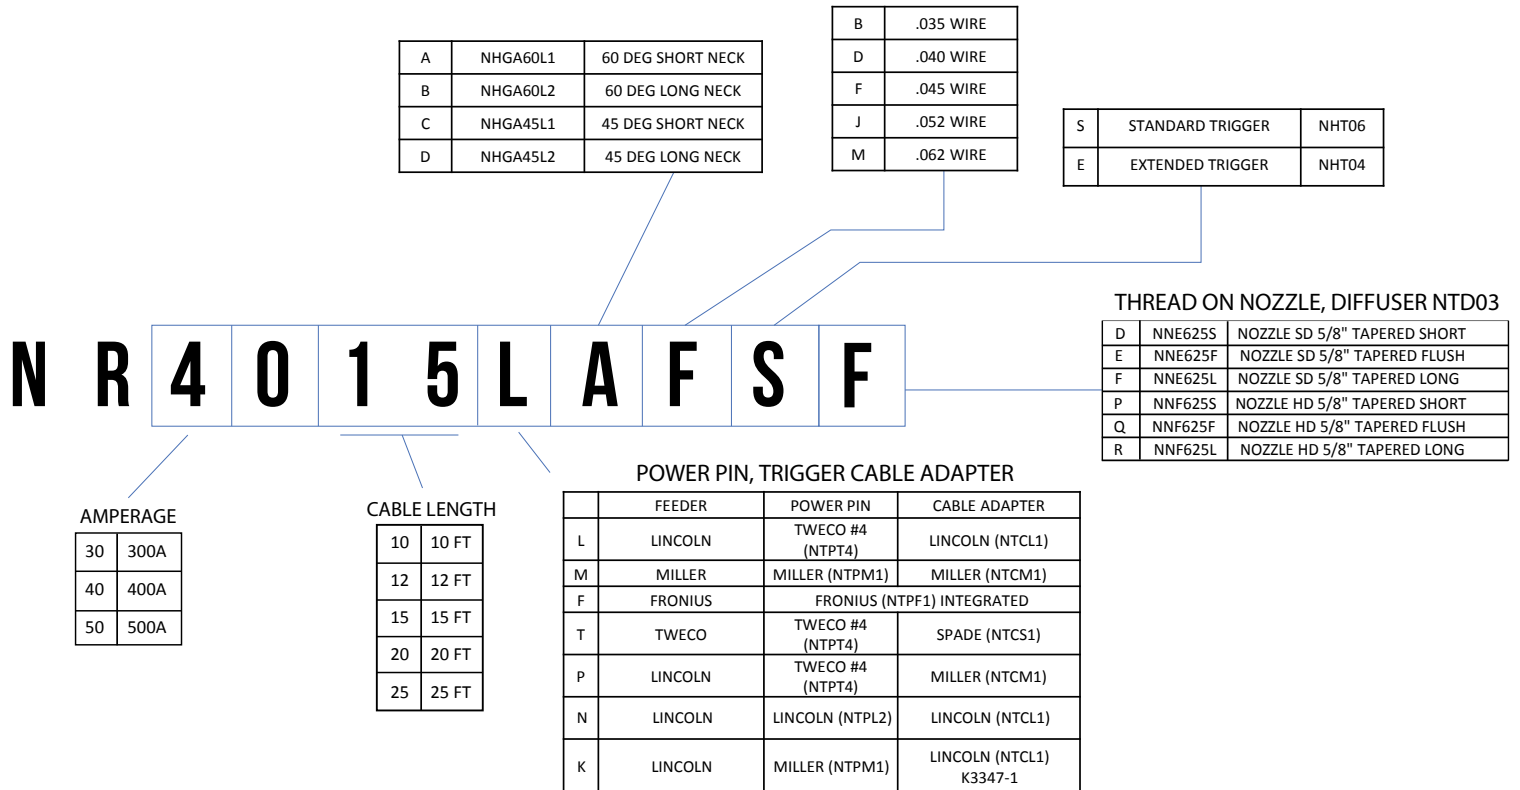 A NHGA60L1 60 DEG SHORT NECK
B NHGA60L2 60 DEG LONG NECK
C NHGA45L1 45 DEG SHORT NECK
D NHGA45L2 45 DEG LONG NECK
B .035 WIRE
D .040 WIRE
F .045 WIRE
J .052 WIRE
M .062 WIRE
S STANDARD TRIGGER NHT06
E EXTENDED TRIGGER NHT04
N R 4 0 1 5 L A F S F
THREAD ON NOZZLE, DIFFUSER NTD03
D NNE625S NOZZLE SD 5/8" TAPERED SHORT
E NNE625F NOZZLE SD 5/8" TAPERED FLUSH
F NNE625L NOZZLE SD 5/8" TAPERED LONG
P NNF625S NOZZLE HD 5/8" TAPERED SHORT
Q NNF625F NOZZLE HD 5/8" TAPERED FLUSH
R NNF625L NOZZLE HD 5/8" TAPERED LONG
AMPERAGE
30 300A
40 400A
50 500A
CABLE LENGTH
10 10 FT
12 12 FT
15 15 FT
20 20 FT
25 25 FT
POWER PIN, TRIGGER CABLE ADAPTER
FEEDER POWER PIN CABLE ADAPTER
L LINCOLN TWECO #4 (NTPT4) LINCOLN (NTCL1)
M MILLER MILLER (NTPM1) MILLER (NTCM1)
F FRONIUS FRONIUS (NTPF1) INTEGRATED
T TWECO TWECO #4 (NTPT4) SPADE (NTCS1)
P LINCOLN TWECO #4 (NTPT4) MILLER (NTCM1)
N LINCOLN LINCOLN (NTPL2) LINCOLN (NTCL1)
K LINCOLN MILLER (NTPM1) LINCOLN (NTCL1) K3347-1